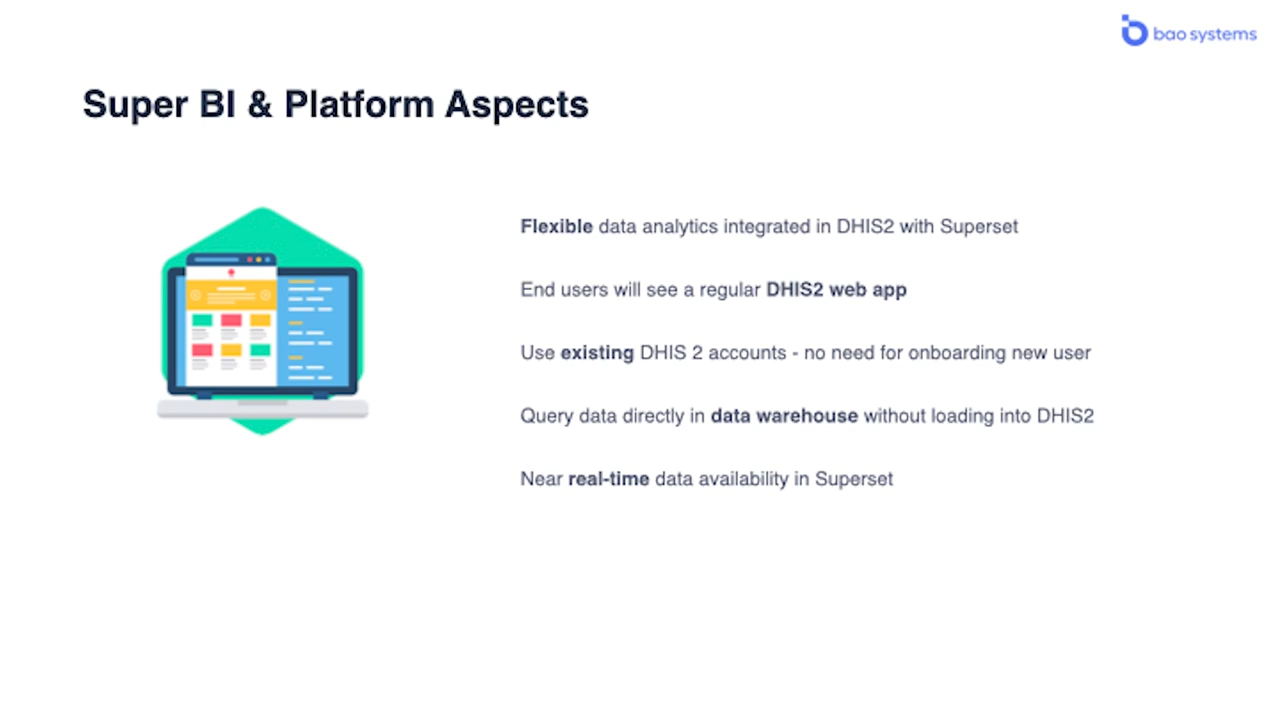 bao systems
Super BI & Platform Aspects
Flexible data analytics integrated in DHIS2 with Superset
End users will see a regular DHIS2 web app
Use existing DHIS 2 accounts - no need for onboarding new user
Query data directly in data warehouse without loading into DHIS2
Near real-time data availability in Superset